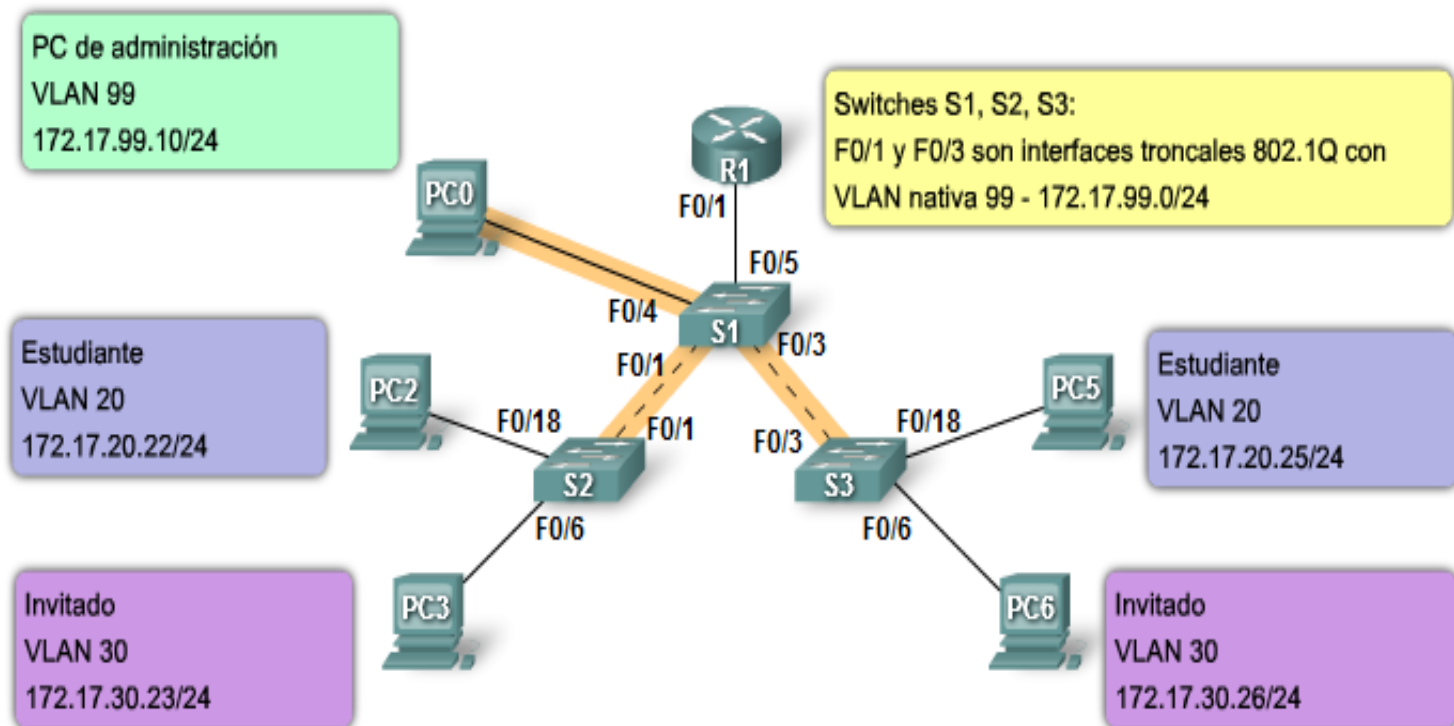 PC de administración
VLAN 99
172.17.99.10/24
Switches S1, S2, S3:
F0/1 y F0/3 son interfaces troncales 802.1Q con
VLAN nativa 99 - 172.17.99.0/24
R1
F0/1
PC0
F0/5
F0/4
S1
F0/1
F0/3
Estudiante
VLAN 20
172.17.20.22/24
PC2
F0/18
F0/1
S2
F0/6
F0/3
F0/18
S3
F0/6
PC5
Estudiante
VLAN 20
172.17.20.25/24
Invitado
VLAN 30
172.17.30.23/24
PC3
PC6
Invitado
VLAN 30
172.17.30.26/24